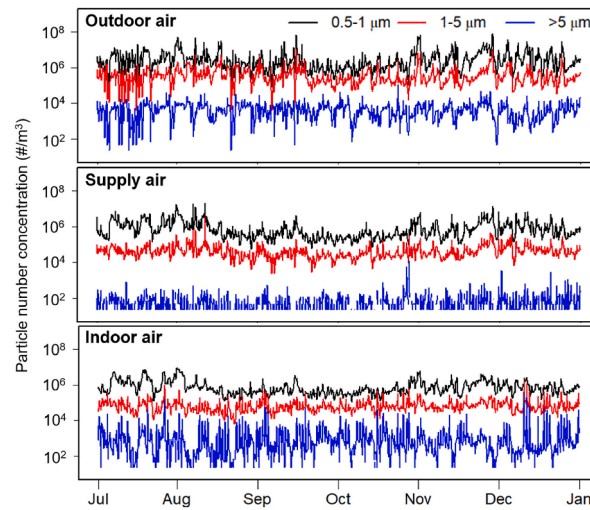 Outdoor air
0.5-1 μm
1-5 μm
>5 μm
Particle number concentration (#/m³)
10⁸
10⁶
10⁴
10²
Supply air
10⁸
10⁶
10⁴
10²
Indoor air
10⁸
10⁶
10⁴
10²
Jul Aug Sep Oct Nov Dec Jan